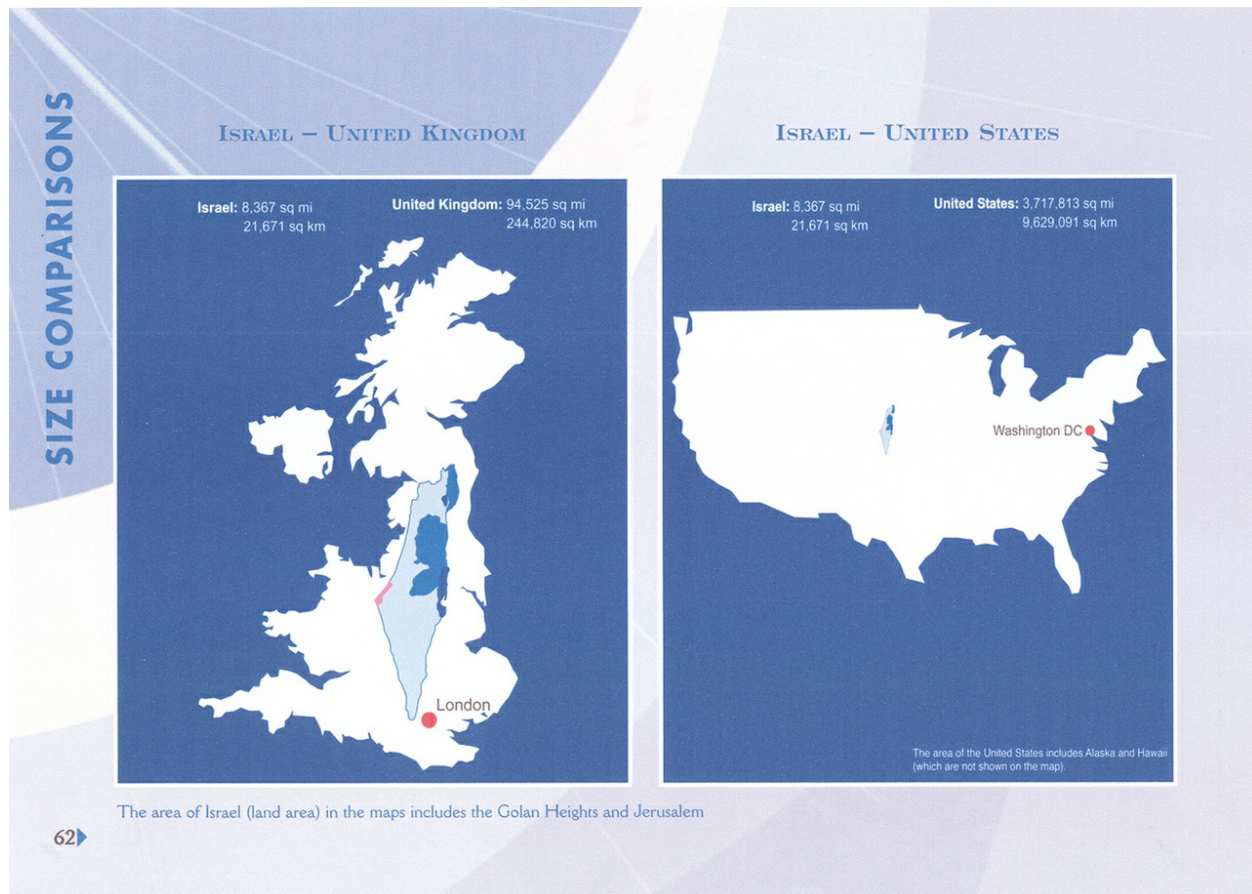 SIZE COMPARISONS
ISRAEL – UNITED KINGDOM
Israel: 8,367 sq mi
21,671 sq km
United Kingdom: 94,525 sq mi
244,820 sq km
London
ISRAEL – UNITED STATES
Israel: 8,367 sq mi
21,671 sq km
United States: 3,717,813 sq mi
9,629,091 sq km
Washington DC
The area of the United States includes Alaska and Hawaii
(which are not shown on the map).
The area of Israel (land area) in the maps includes the Golan Heights and Jerusalem
62